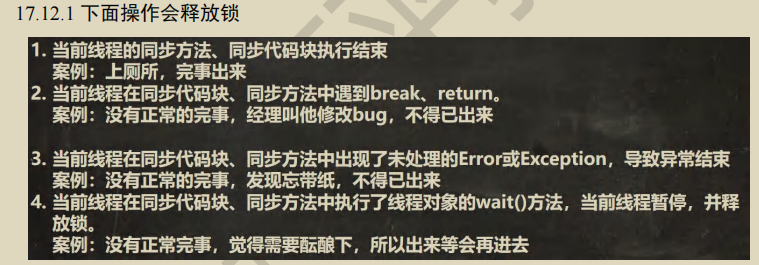 17.12.1 下面操作会释放锁
1. 当前线程的同步方法、同步代码块执行结束
案例：上厕所，完事出来
2. 当前线程在同步代码块、同步方法中遇到break、return。
案例：没有正常的完事，经理叫他修改bug，不得已出来
3. 当前线程在同步代码块、同步方法中出现了未处理的Error或Exception，导致异常结束
案例：没有正常的完事，发现忘带纸，不得已出来
4. 当前线程在同步代码块、同步方法中执行了线程对象的wait()方法，当前线程暂停，并释
放锁。
案例：没有正常完事，觉得需要酝酿下，所以出来等会再进去